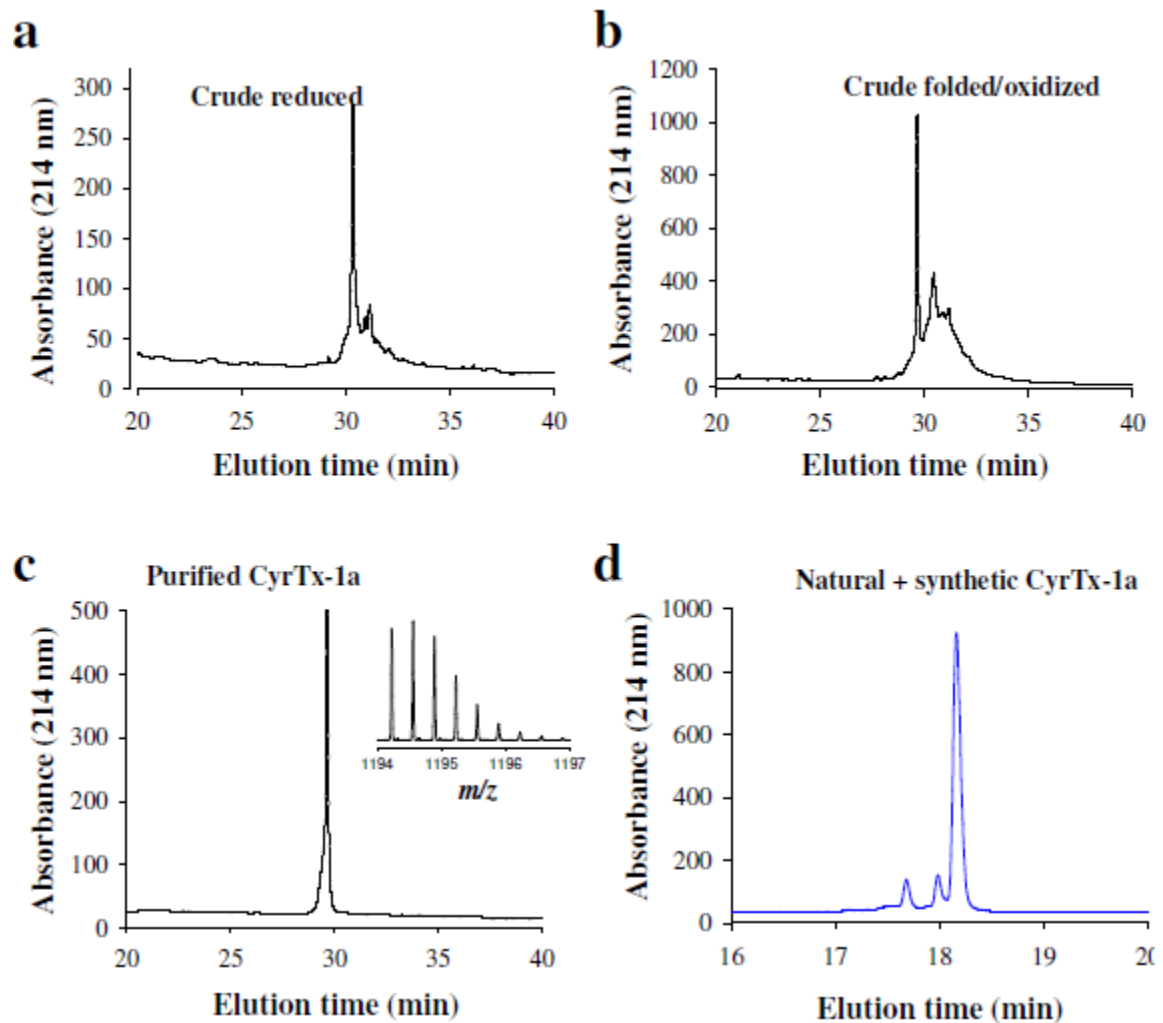 a
Crude reduced
Absorbance (214 nm)
300
250
200
150
100
50
0
20 25 30 35 40
Elution time (min)
b
Crude folded/oxidized
Absorbance (214 nm)
1200
1000
800
600
400
200
0
20 25 30 35 40
Elution time (min)
c
Purified CyrTx-1a
Absorbance (214 nm)
500
400
300
200
100
0
1194 1195 1196 1197
m/z
20 25 30 35 40
Elution time (min)
d
Natural + synthetic CyrTx-1a
Absorbance (214 nm
1000
800
600
400
200
0
16 17 18 19 20
Elution time (min)